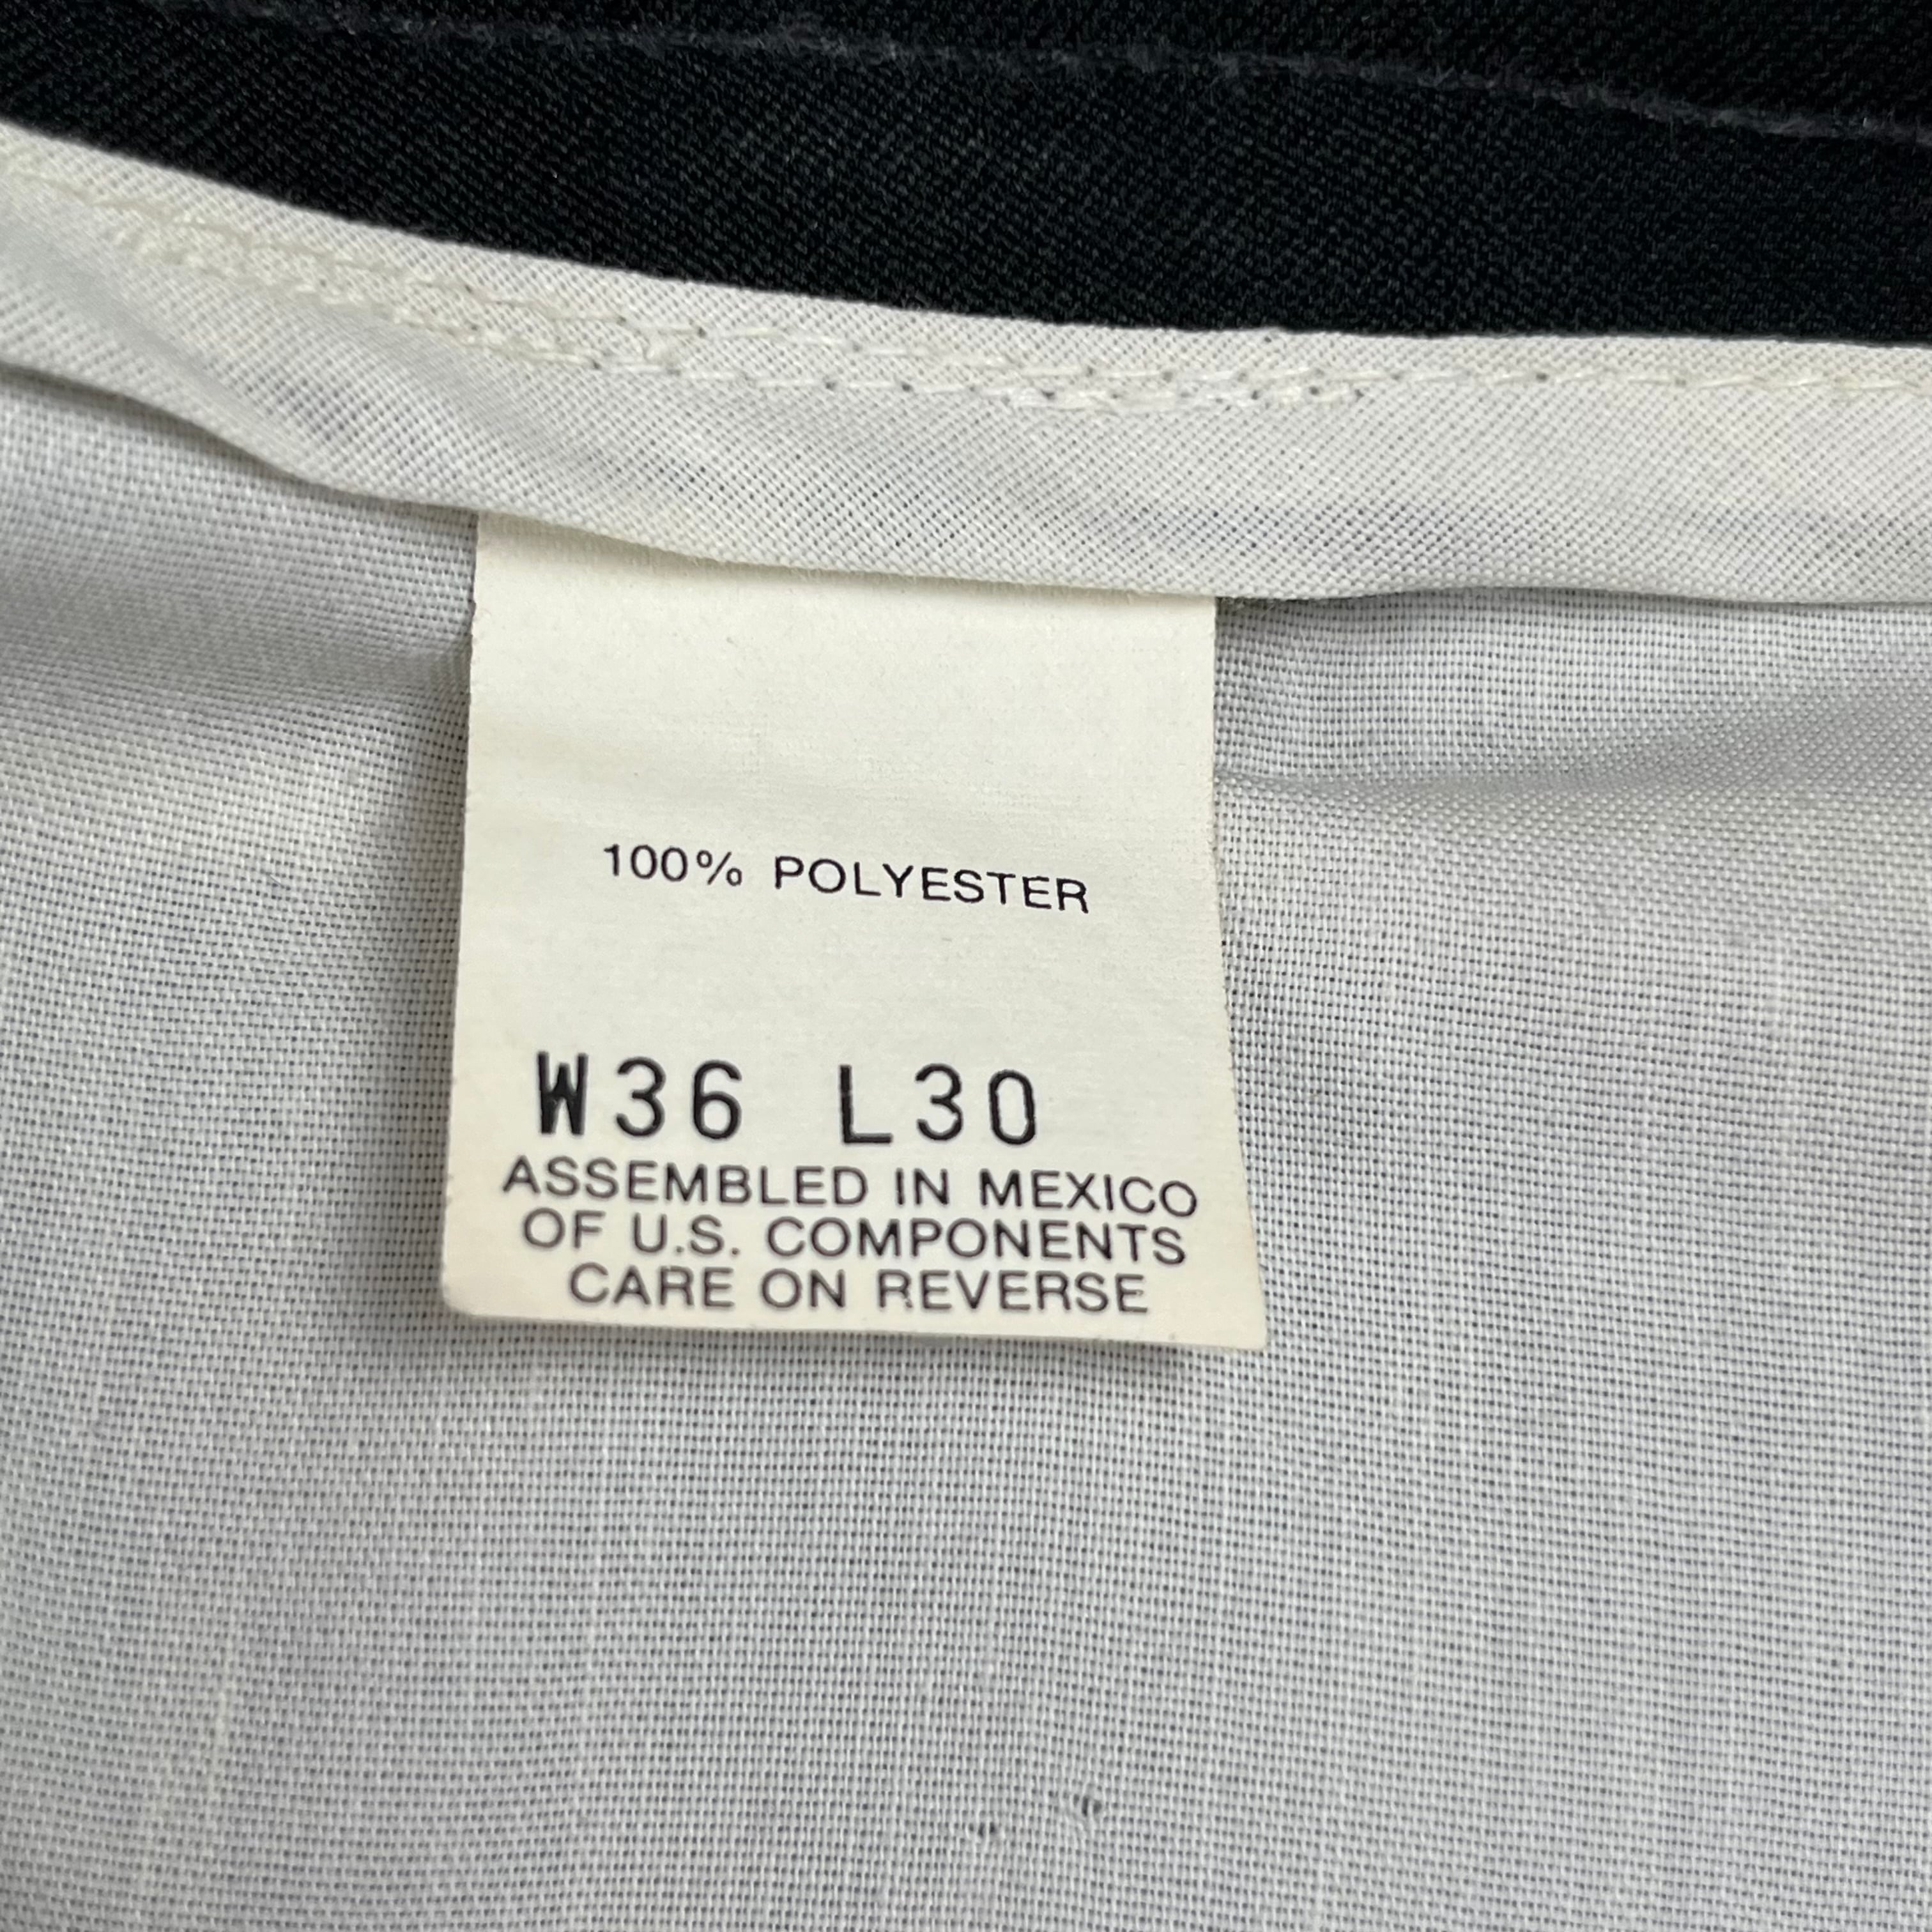 100% POLYESTER
W36 L30
ASSEMBLED IN MEXICO
OF U.S. COMPONENTS
CARE ON REVERSE